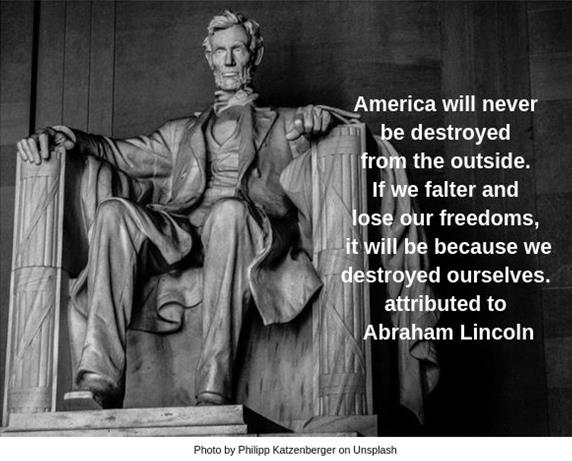 America will never
be destroyed
from the outside.
If we falter and
lose our freedoms,
it will be because we
destroyed ourselves.
attributed to
Abraham Lincoln
Photo by Philipp Katzenberger on Unsplash